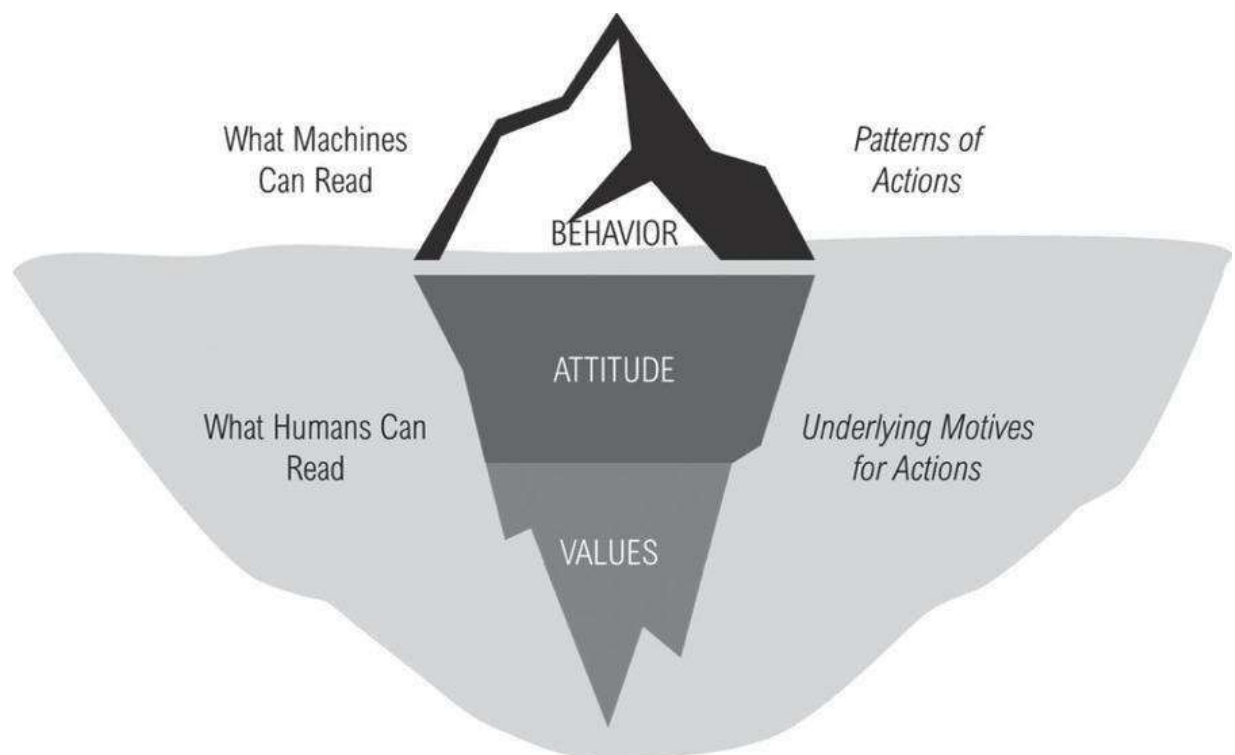 What Machines
Can Read
Patterns of
Actions
BEHAVIOR
ATTITUDE
What Humans Can
Read
Underlying Motives
for Actions
VALUES